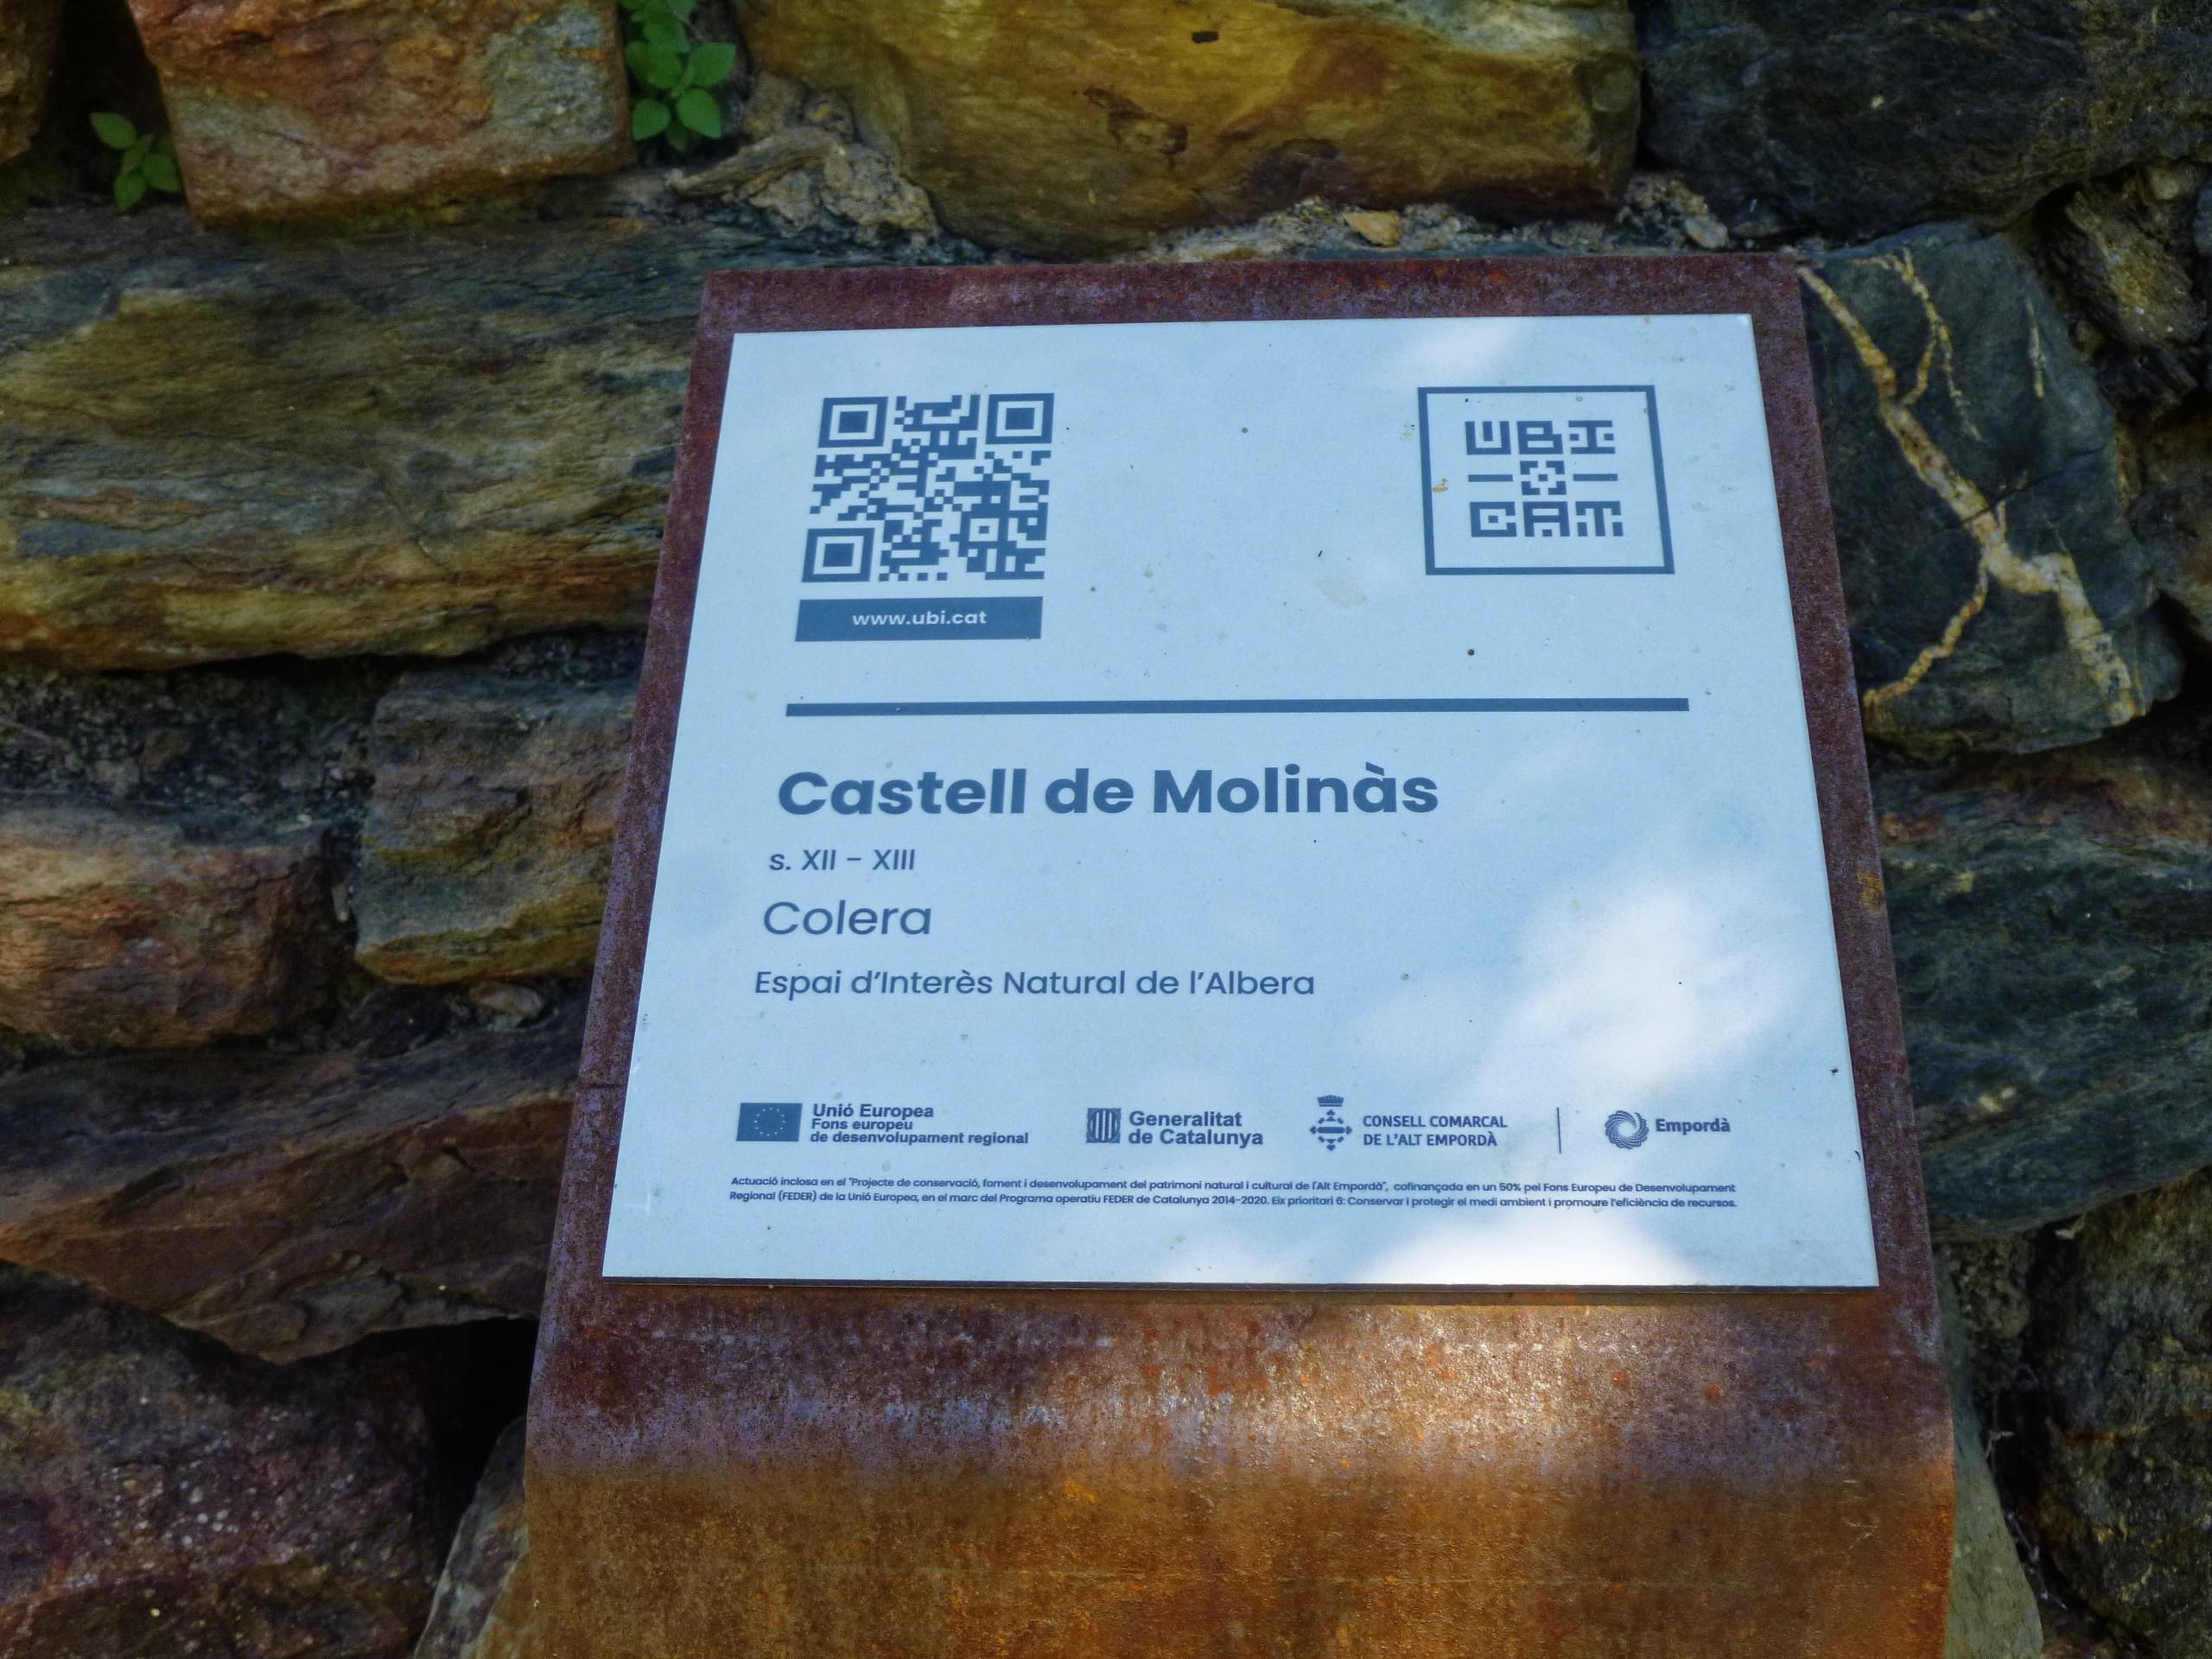 UBI
CAT
www.ubi.cat
Castell de Molinàs
s. XII - XIII
Colera
Espai d'Interès Natural de l'Albera
Unió Europea
Fons europeu
de desenvolupament regional
Generalitat
de Catalunya
CONSELL COMARCAL
DE L'ALT EMPORDÀ
Empordà
Actuació inclosa en el "Projecte de conservació, foment i desenvolupament del patrimoni natural i cultural de l'Alt Empordà", cofinançada en un 50% pel Fons Europeu de Desenvolupament
Regional (FEDER) de la Unió Europea, en el marc del Programa operatiu FEDER de Catalunya 2014-2020. Eix prioritari 6: Conservar i protegir el medi ambient i promoure l'eficiència de recursos.